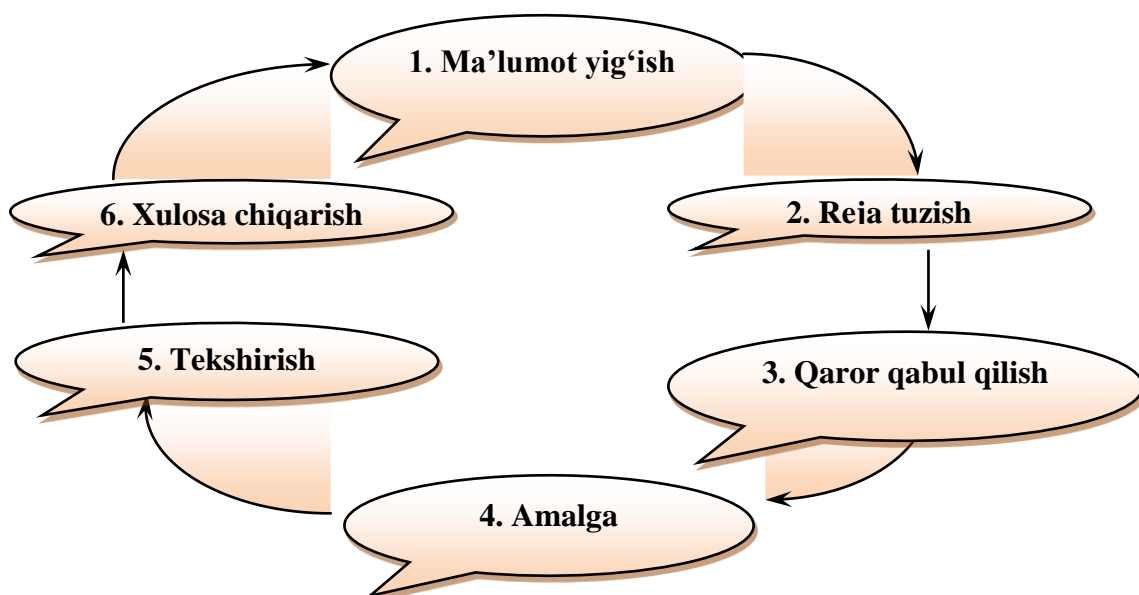 1. Ma’lumot yig‘ish
2. Reja tuzish
3. Qaror qabul qilish
4. Amalga
5. Tekshirish
6. Xulosa chiqarish